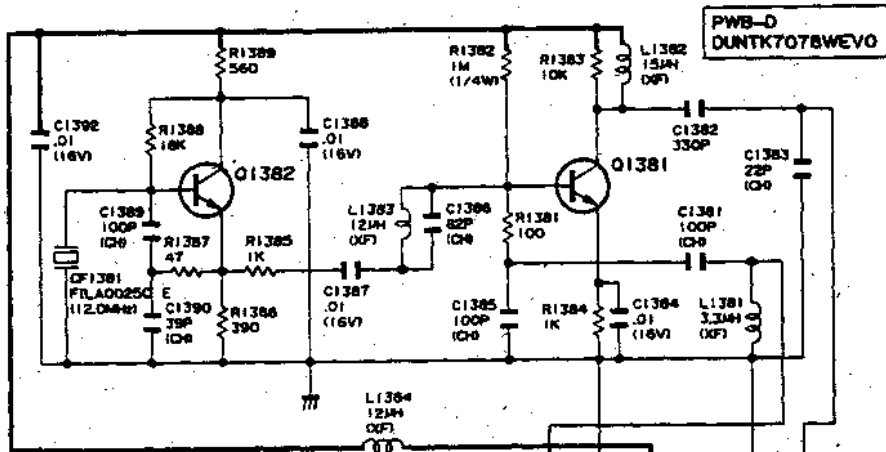 PWB-D
DUNTK7078WEV0
R1389
560
R1382
1M
(1/4W)
R1383
10K
L1382
15μH
(XF)
C1392
.01
(16V)
R1388
18K
C1388
.01
(16V)
Q1382
C1382
330P
Q1381
C1383
22P
(CH)
C1389
100P
(CH)
L1383
12μH
(XF)
C1386
82P
(CH)
R1381
100
C1381
100P
(CH)
R1387
47
R1385
1K
CF1381
FILA0025C E
(12.0MHz)
C1390
39P
(CH)
R1386
390
C1387
.01
(16V)
C1385
100P
(CH)
R1384
1K
C1384
.01
(16V)
L1381
3.3μH
(XF)
L1384
12μH
(XF)